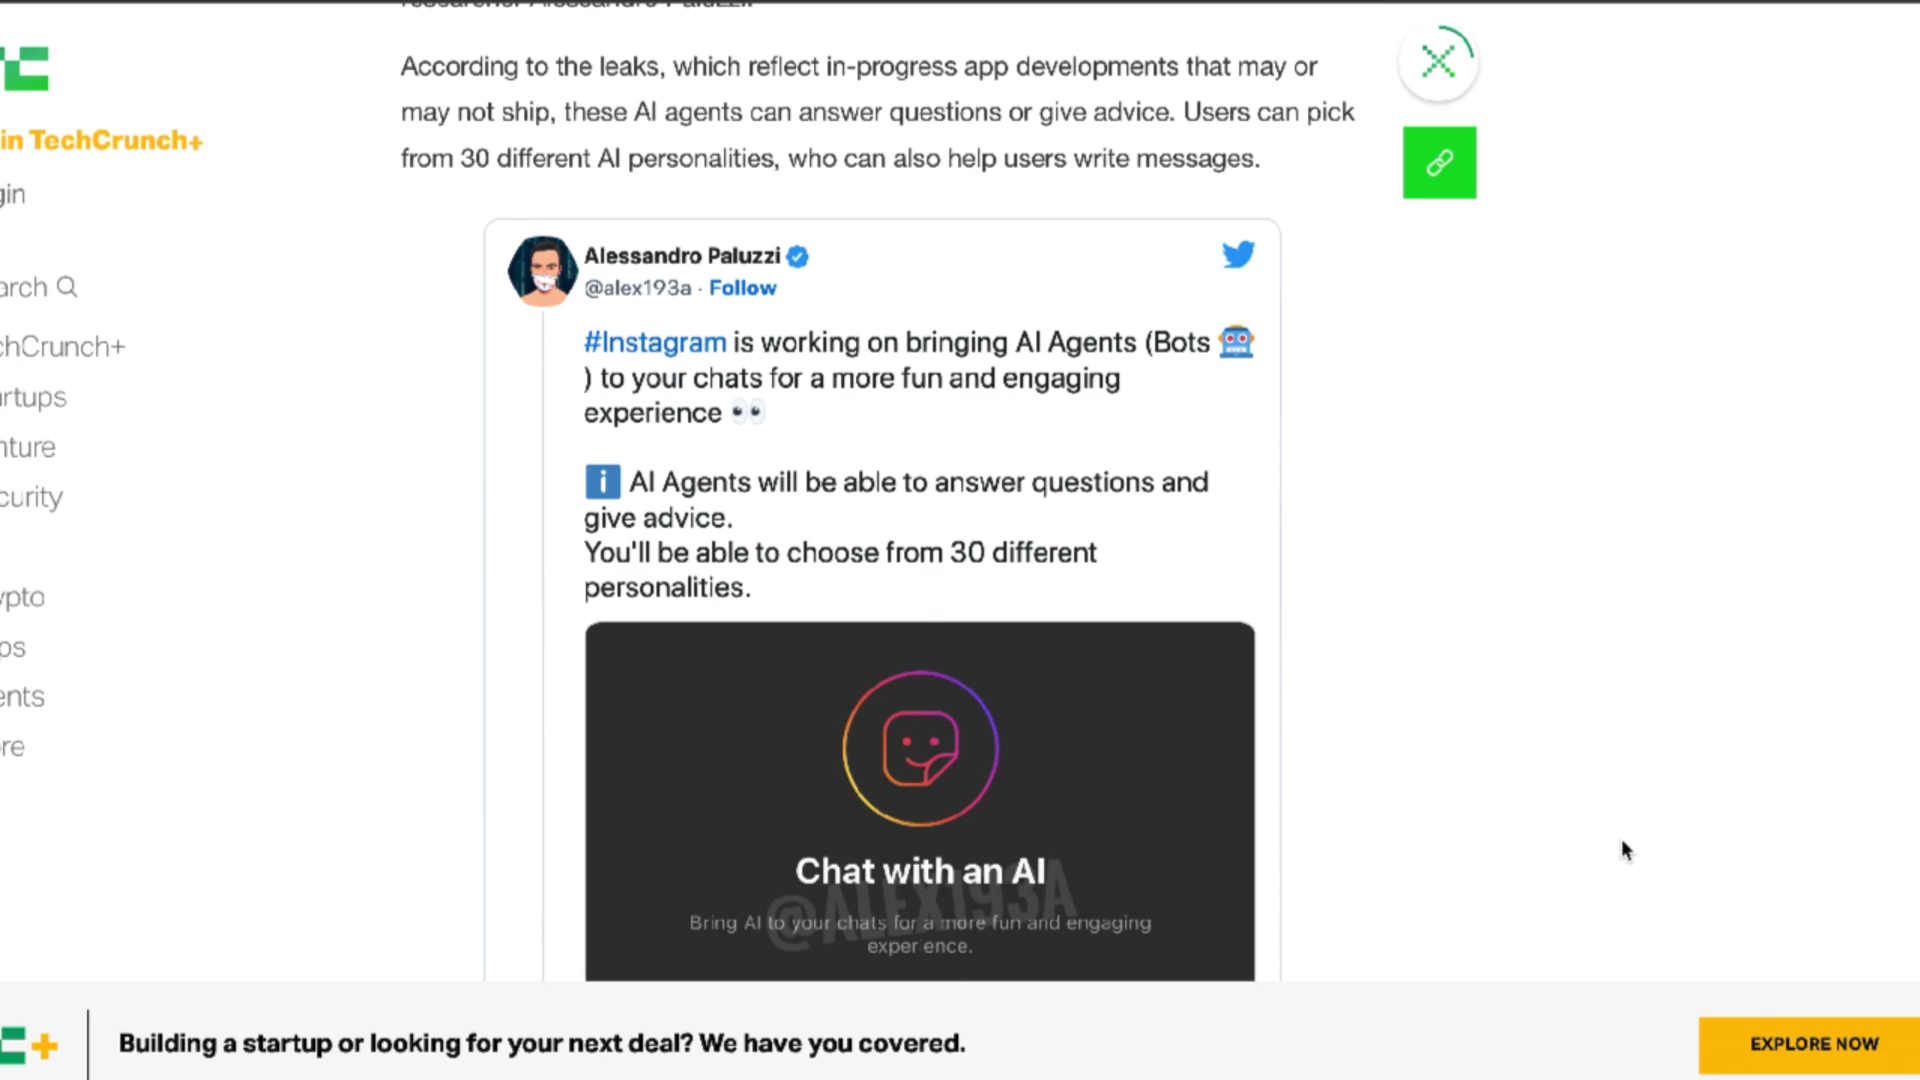 According to the leaks, which reflect in-progress app developments that may or
may not ship, these AI agents can answer questions or give advice. Users can pick
from 30 different AI personalities, who can also help users write messages.
in TechCrunch+
gin
arch
chCrunch+
artups
nture
curity
ypto
ps
ents
re
Alessandro Paluzzi
@alex193a · Follow
#Instagram is working on bringing AI Agents (Bots 🤖
) to your chats for a more fun and engaging
experience 👀
ℹ️ AI Agents will be able to answer questions and
give advice.
You'll be able to choose from 30 different
personalities.
Chat with an AI
@ALEX193A
Bring AI to your chats for a more fun and engaging
experience.
Building a startup or looking for your next deal? We have you covered.
EXPLORE NOW